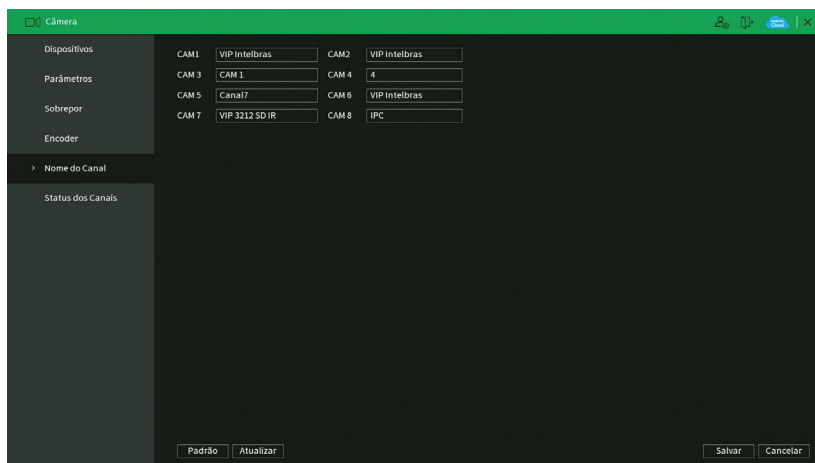 Câmera
Dispositivos
Parâmetros
Sobrepor
Encoder
> Nome do Canal
Status dos Canais
CAM1 VIP Intelbras CAM2 VIP Intelbras
CAM 3 CAM 1 CAM 4 4
CAM 5 Canal7 CAM 6 VIP Intelbras
CAM 7 VIP 3212 SD IR CAM 8 IPC
Padrão Atualizar Salvar Cancelar